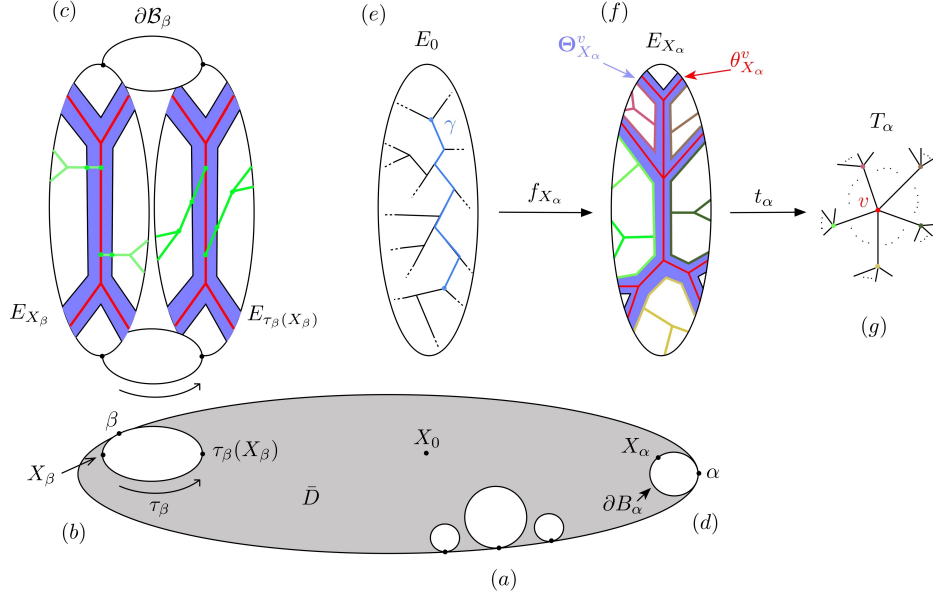 (c)
∂𝓑_β
(e)
(f)
E_0
E_{X_α}
Θ^v_{X_α}
θ^v_{X_α}
γ
T_α
f_{X_α}
t_α
v
E_{X_β}
E_{τ_β(X_β)}
(g)
β
X_0
X_α
τ_β(X_β)
X_β
α
τ_β
D̄
∂B_α
(b)
(d)
(a)